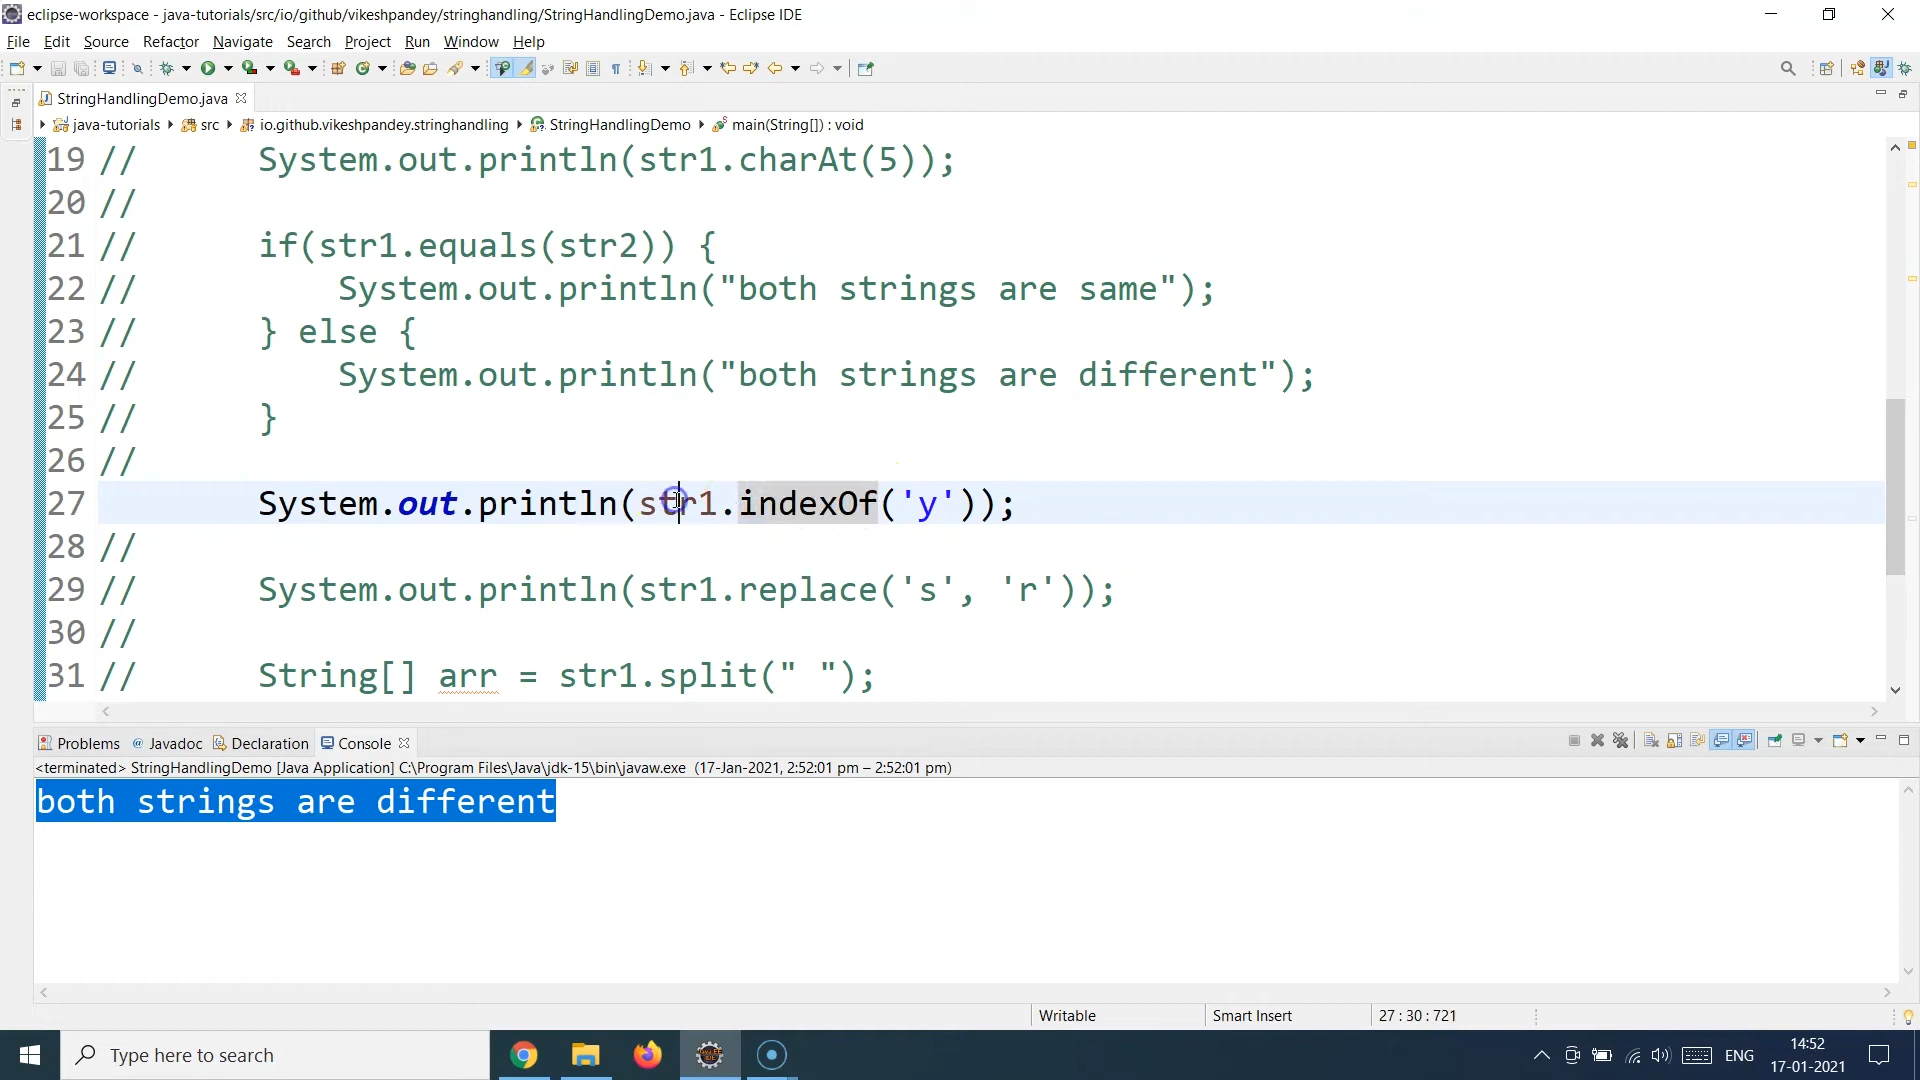 eclipse-workspace - java-tutorials/src/io/github/vikeshpandey/stringhandling/StringHandlingDemo.java - Eclipse IDE
File Edit Source Refactor Navigate Search Project Run Window Help
StringHandlingDemo.java
java-tutorials src io.github.vikeshpandey.stringhandling StringHandlingDemo main(String[]) : void
19 // System.out.println(str1.charAt(5));
20 //
21 // if(str1.equals(str2)) {
22 // System.out.println("both strings are same");
23 // } else {
24 // System.out.println("both strings are different");
25 // }
26 //
27 System.out.println(str1.indexOf('y'));
28 //
29 // System.out.println(str1.replace('s', 'r'));
30 //
31 // String[] arr = str1.split(" ");
Problems @ Javadoc Declaration Console
<terminated> StringHandlingDemo [Java Application] C:\Program Files\Java\jdk-15\bin\javaw.exe (17-Jan-2021, 2:52:01 pm – 2:52:01 pm)
both strings are different
Writable Smart Insert 27 : 30 : 721
Type here to search ENG 14:52
17-01-2021